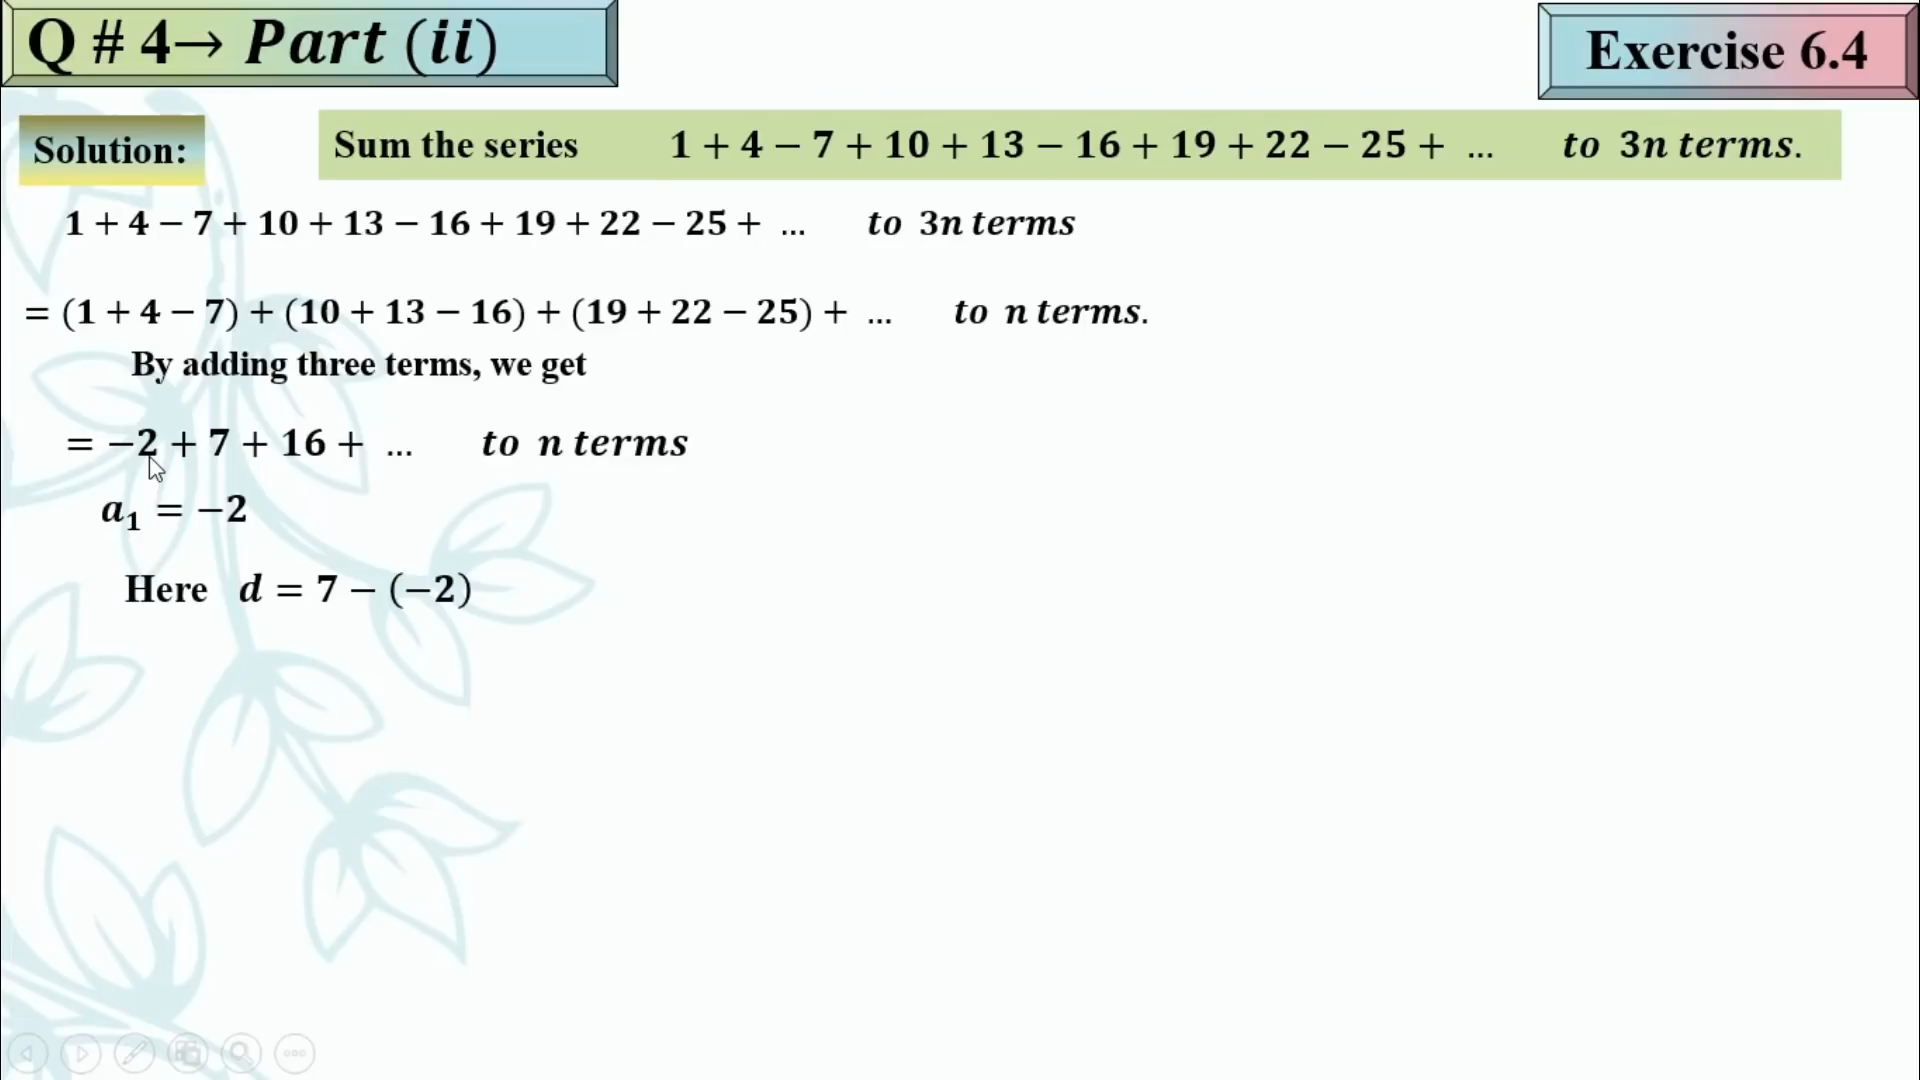 Q # 4→ Part (ii)
Exercise 6.4
Solution:
Sum the series 1 + 4 − 7 + 10 + 13 − 16 + 19 + 22 − 25 + ... to 3n terms.
1 + 4 − 7 + 10 + 13 − 16 + 19 + 22 − 25 + ... to 3n terms
= (1 + 4 − 7) + (10 + 13 − 16) + (19 + 22 − 25) + ... to n terms.
By adding three terms, we get
= −2 + 7 + 16 + ... to n terms
a₁ = −2
Here d = 7 − (−2)